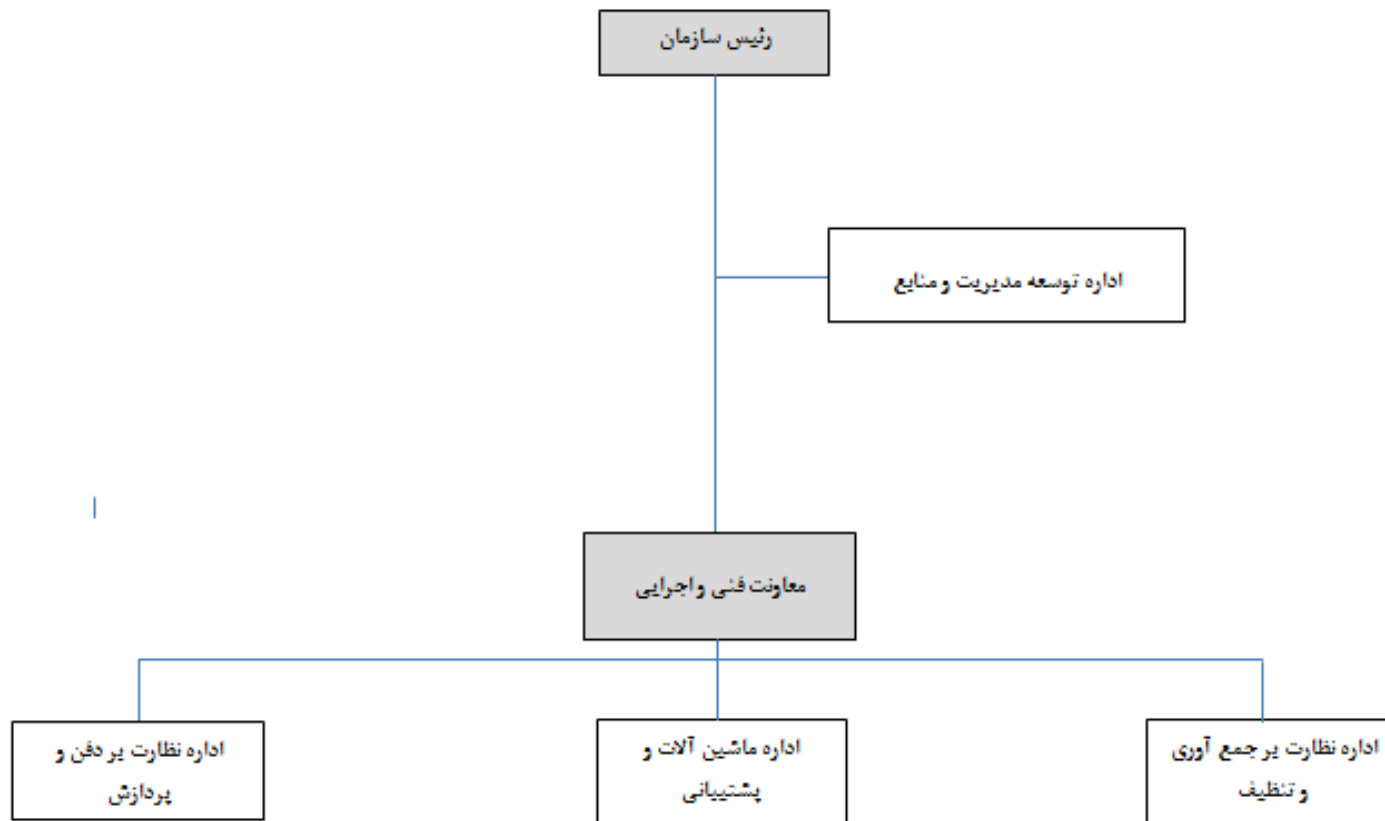 رئیس سازمان
اداره توسعه مدیریت و منابع
معاونت فنی و اجرایی
اداره نظارت بر جمع آوری
و تنظیف
اداره ماشین آلات و
پشتیبانی
اداره نظارت بر دفن و
پردازش